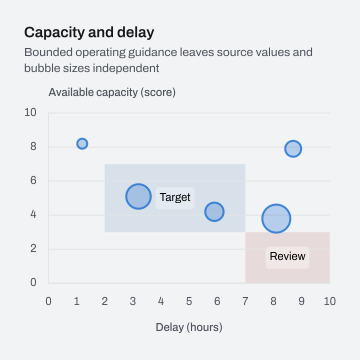 Capacity and delay
Bounded operating guidance leaves source values and
bubble sizes independent
Available capacity (score)
10
8
6
4
2
0
Target
Review
0 1 2 3 4 5 6 7 8 9 10
Delay (hours)